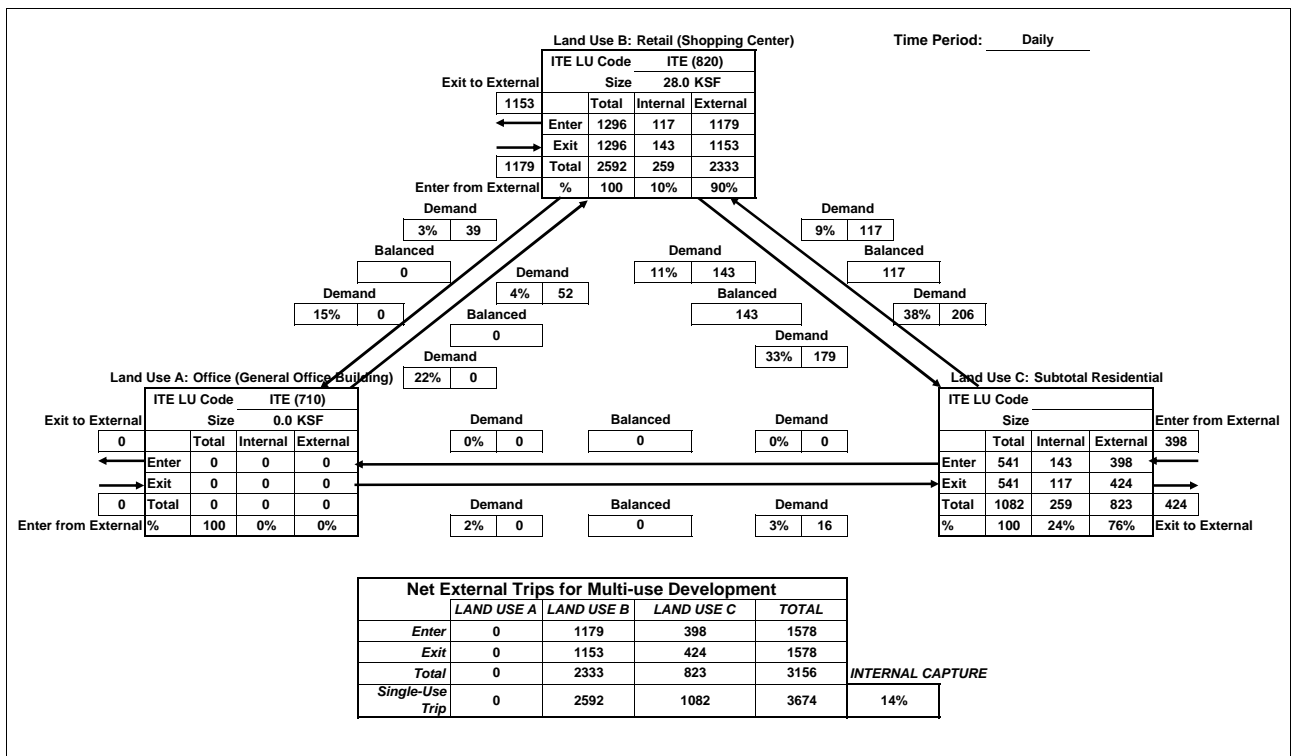 Land Use B: Retail (Shopping Center)
Time Period: Daily
ITE LU Code ITE (820)
Exit to External Size 28.0 KSF
1153 Total Internal External
Enter 1296 117 1179
Exit 1296 143 1153
1179 Total 2592 259 2333
Enter from External % 100 10% 90%
Demand Demand
3% 39 9% 117
Balanced Demand Balanced
0 11% 143 117
Demand
4% 52
Demand Balanced Demand
15% 0 143 38% 206
Balanced
0
Demand
33% 179
Demand
22% 0
Land Use A: Office (General Office Building)
Land Use C: Subtotal Residential
ITE LU Code ITE (710)
Exit to External Size 0.0 KSF
0 Total Internal External
Enter 0 0 0
Exit 0 0 0
0 Total 0 0 0
Enter from External % 100 0% 0%
Demand Balanced Demand
0% 0 0 0% 0
Demand Balanced Demand
2% 0 0 3% 16
ITE LU Code
Size Enter from External
Total Internal External 398
Enter 541 143 398
Exit 541 117 424
Total 1082 259 823 424
% 100 24% 76% Exit to External
Net External Trips for Multi-use Development
LAND USE A LAND USE B LAND USE C TOTAL
Enter 0 1179 398 1578
Exit 0 1153 424 1578
Total 0 2333 823 3156 INTERNAL CAPTURE
Single-Use
Trip 0 2592 1082 3674 14%